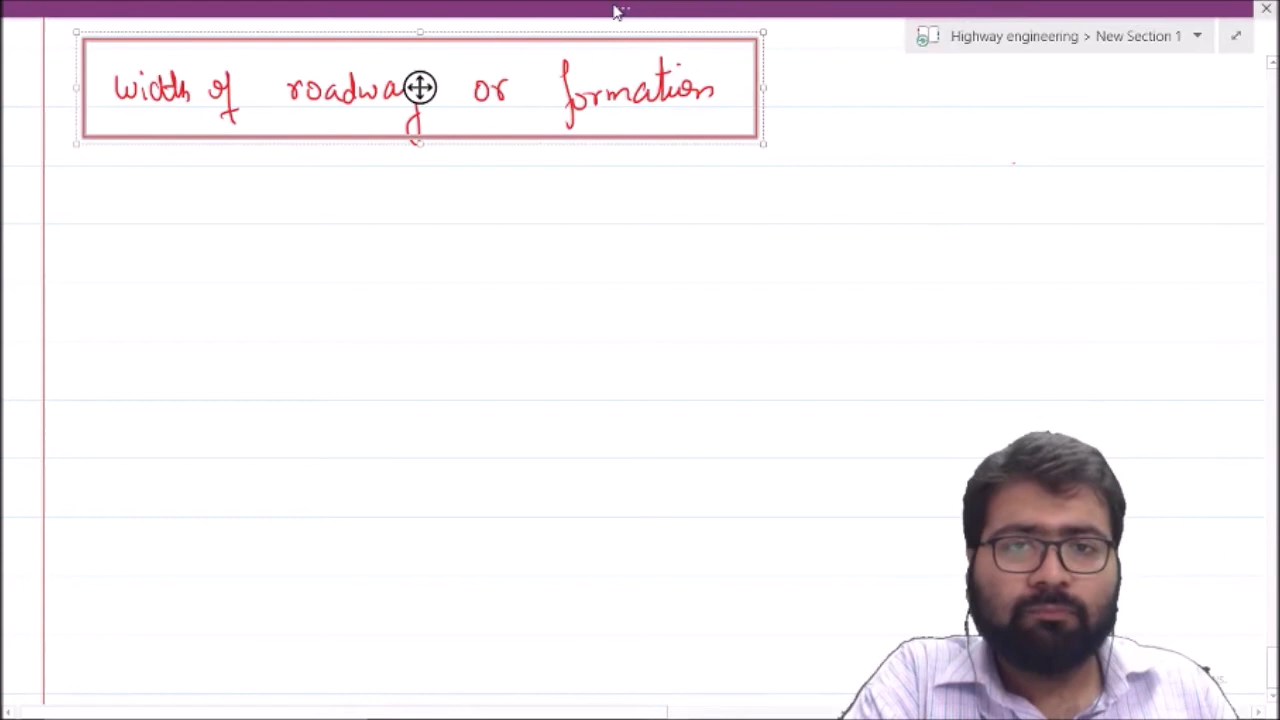 Highway engineering > New Section 1
width of roadway or formation